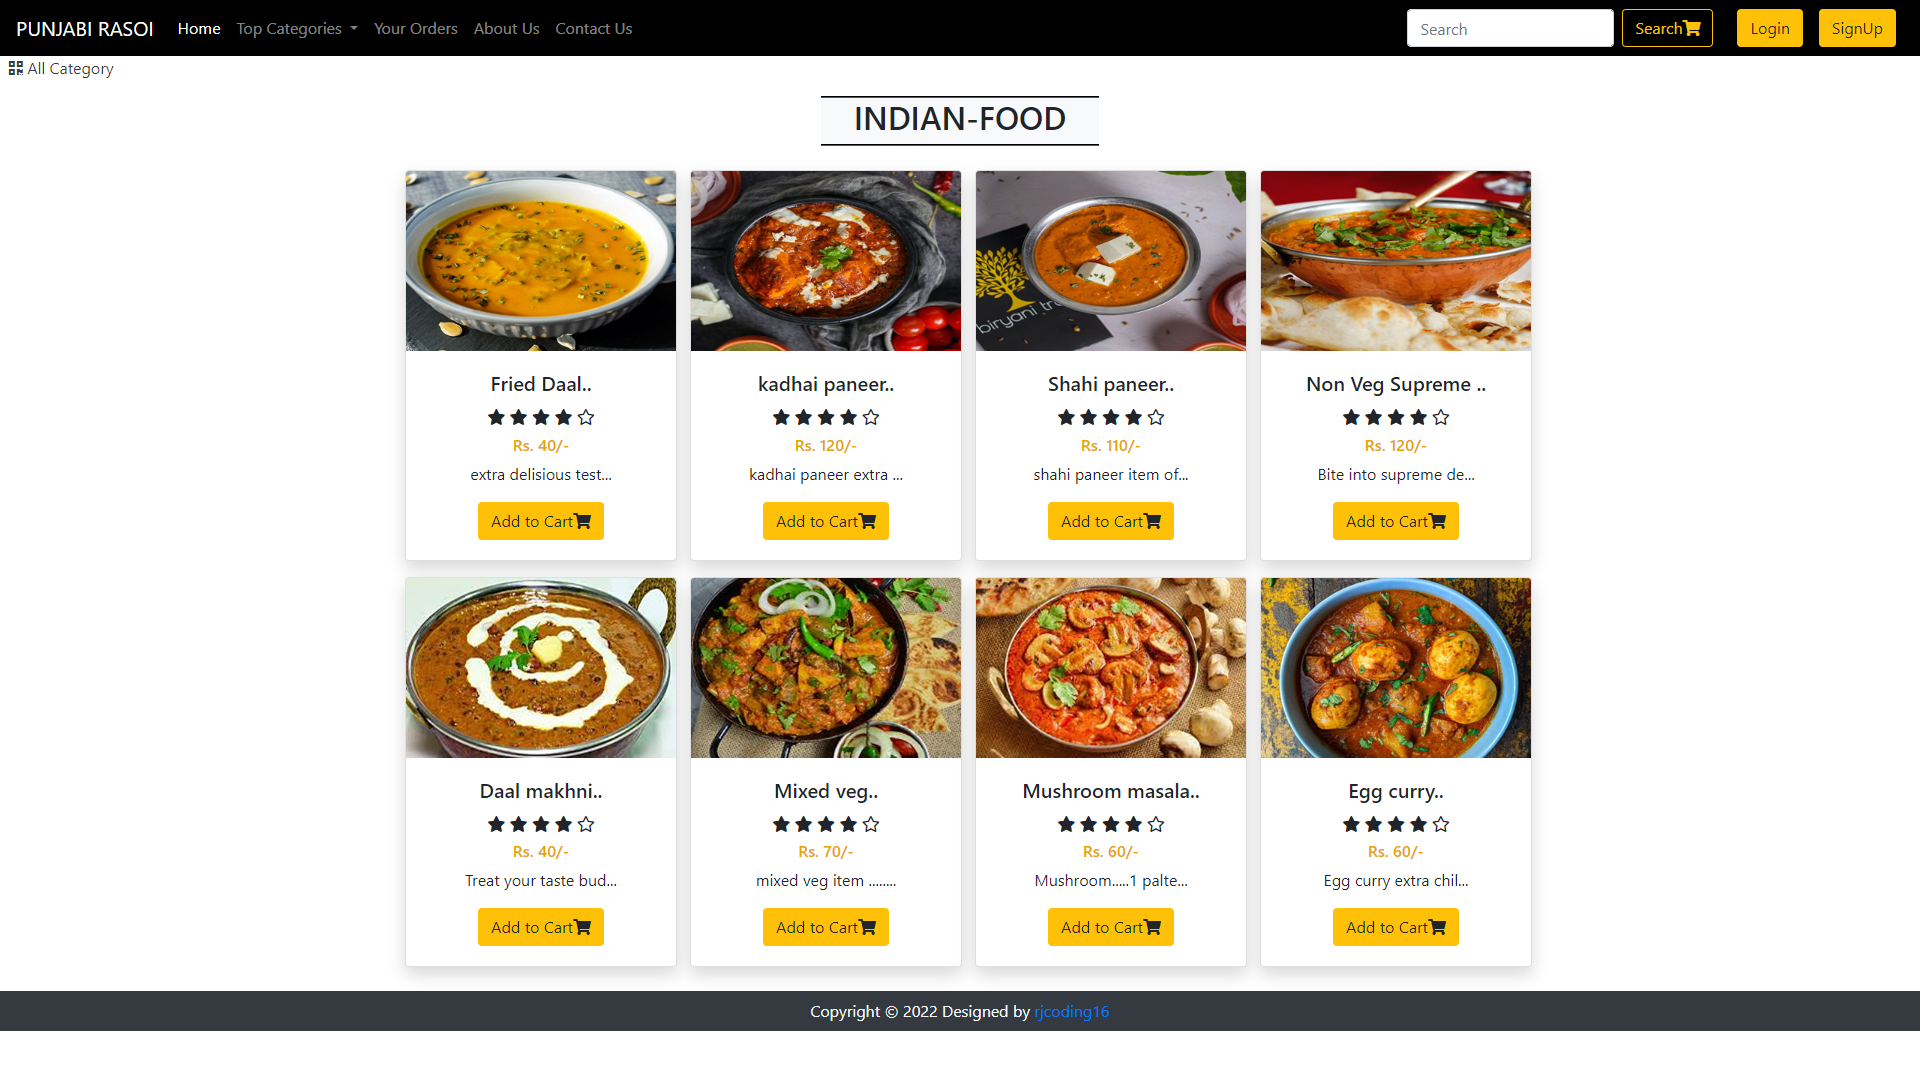 PUNJABI RASOI Home Top Categories Your Orders About Us Contact Us Search Search Login SignUp
All Category
INDIAN-FOOD
biryani tre
Fried Daal.. kadhai paneer.. Shahi paneer.. Non Veg Supreme ..
Rs. 40/- Rs. 120/- Rs. 110/- Rs. 120/-
extra delisious test... kadhai paneer extra ... shahi paneer item of... Bite into supreme de...
Add to Cart Add to Cart Add to Cart Add to Cart
Daal makhni.. Mixed veg.. Mushroom masala.. Egg curry..
Rs. 40/- Rs. 70/- Rs. 60/- Rs. 60/-
Treat your taste bud... mixed veg item ........ Mushroom.....1 palte... Egg curry extra chil...
Add to Cart Add to Cart Add to Cart Add to Cart
Copyright © 2022 Designed by rjcoding16